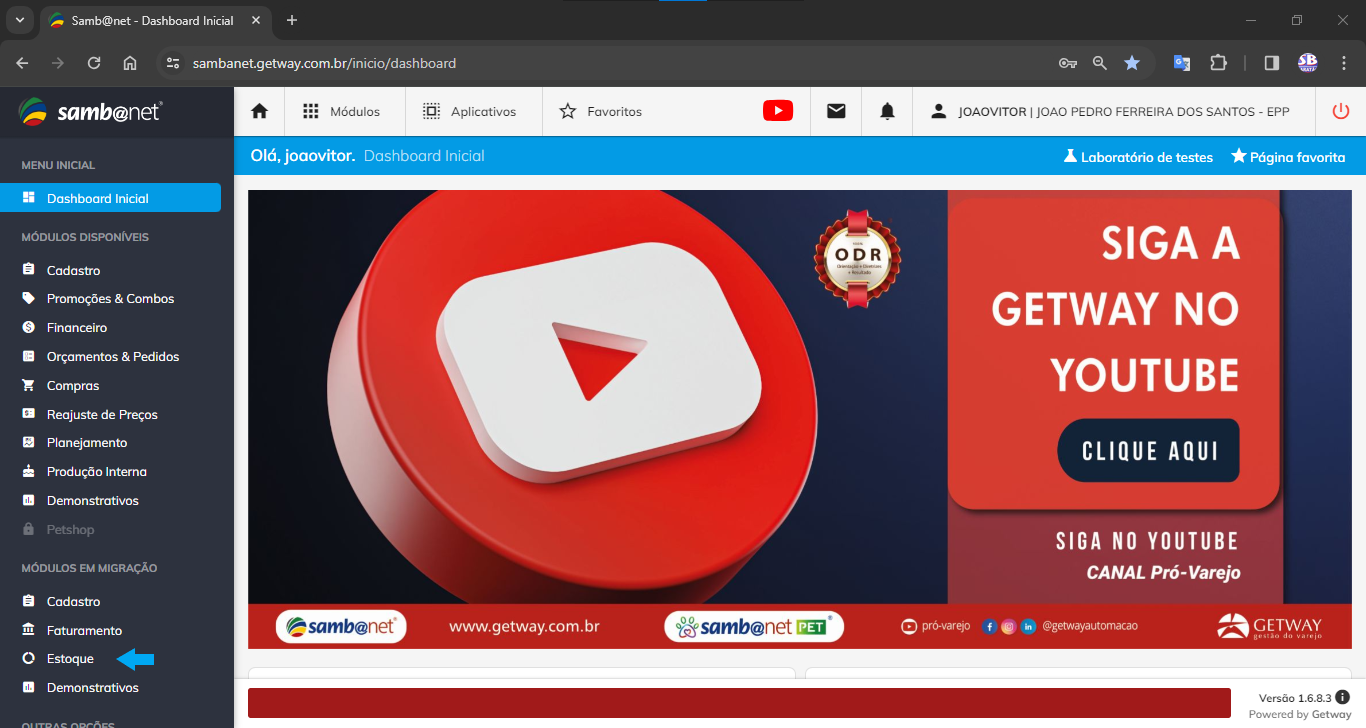 Samb@net - Dashboard Inicial
sambanet.getway.com.br/inicio/dashboard
samb@net®
Módulos
Aplicativos
Favoritos
JOAOVITOR | JOAO PEDRO FERREIRA DOS SANTOS - EPP
Olá, joaovitor. Dashboard Inicial
Laboratório de testes
Página favorita
MENU INICIAL
Dashboard Inicial
MÓDULOS DISPONÍVEIS
Cadastro
Promoções & Combos
Financeiro
Orçamentos & Pedidos
Compras
Reajuste de Preços
Planejamento
Produção Interna
Demonstrativos
Petshop
MÓDULOS EM MIGRAÇÃO
Cadastro
Faturamento
Estoque
Demonstrativos
OUTRAS OPÇÕES
ODR
Orientação + Diretrizes
+ Resultado
SIGA A
GETWAY NO
YOUTUBE
CLIQUE AQUI
SIGA NO YOUTUBE
CANAL Pró-Varejo
samb@net®
www.getway.com.br
samb@net PET®
pró-varejo
@getwayautomacao
GETWAY
gestão do varejo
Versão 1.6.8.3
Powered by Getway